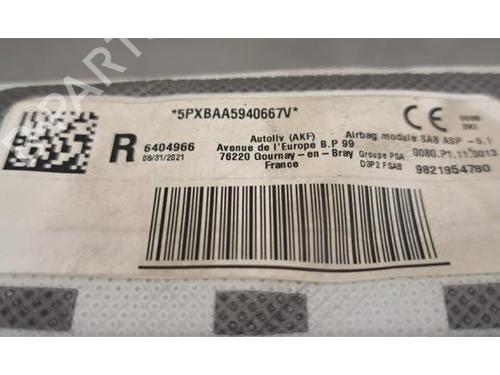 *5PXBAA5940667V*
R 6404966
08/31/2021
Autoliv (AKF)
Avenue de l'Europe B.P 99
76220 Gournay-en-Bray
France
CE
Airbag module SAB ASP -5.1
Groupe PSA 0080.P1.11.0013
D3P2 FSAB 9821954780